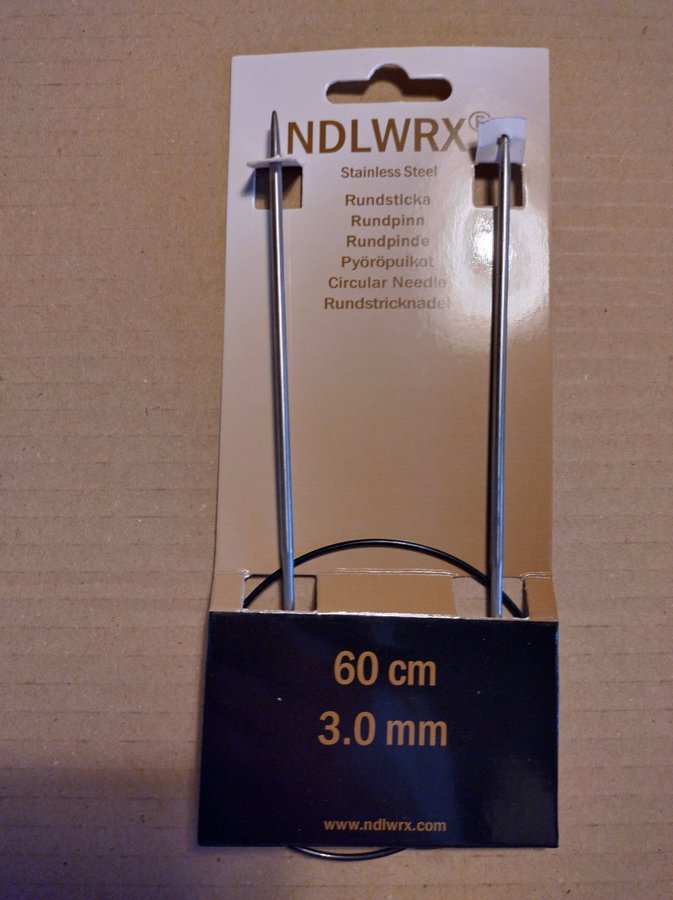 NDLWRX®
Stainless Steel
Rundsticka
Rundpinn
Rundpinde
Pyöröpuikot
Circular Needle
Rundstricknadel
60 cm
3.0 mm
www.ndlwrx.com